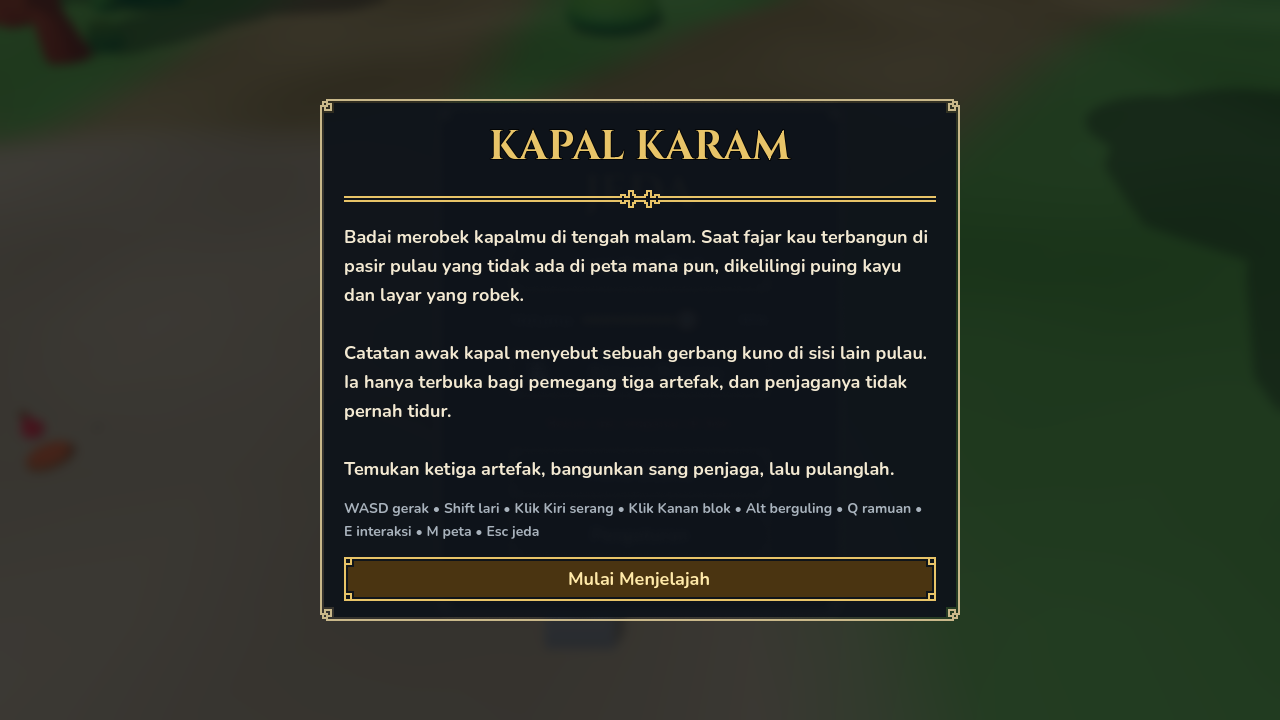 KAPAL KARAM
Badai merobek kapalmu di tengah malam. Saat fajar kau terbangun di
pasir pulau yang tidak ada di peta mana pun, dikelilingi puing kayu
dan layar yang robek.
Catatan awak kapal menyebut sebuah gerbang kuno di sisi lain pulau.
Ia hanya terbuka bagi pemegang tiga artefak, dan penjaganya tidak
pernah tidur.
Temukan ketiga artefak, bangunkan sang penjaga, lalu pulanglah.
WASD gerak • Shift lari • Klik Kiri serang • Klik Kanan blok • Alt berguling • Q ramuan •
E interaksi • M peta • Esc jeda
Mulai Menjelajah